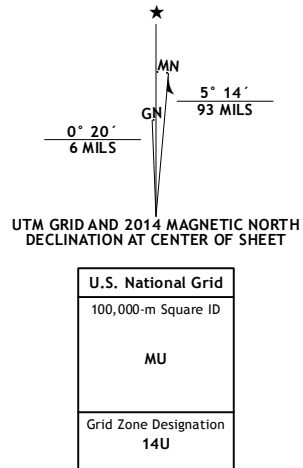 MN
GN
5° 14´
93 MILS
0° 20´
6 MILS
UTM GRID AND 2014 MAGNETIC NORTH
DECLINATION AT CENTER OF SHEET
U.S. National Grid
100,000-m Square ID
MU
Grid Zone Designation
14U